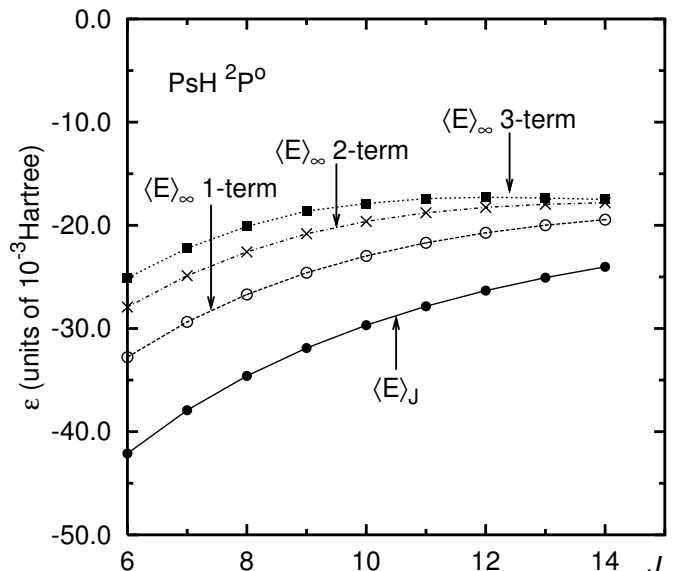 0.0
PsH ²Pᵒ
-10.0
⟨E⟩∞ 3-term
⟨E⟩∞ 2-term
⟨E⟩∞ 1-term
-20.0
-30.0
⟨E⟩J
-40.0
-50.0
ε (units of 10⁻³Hartree)
6 8 10 12 14 J